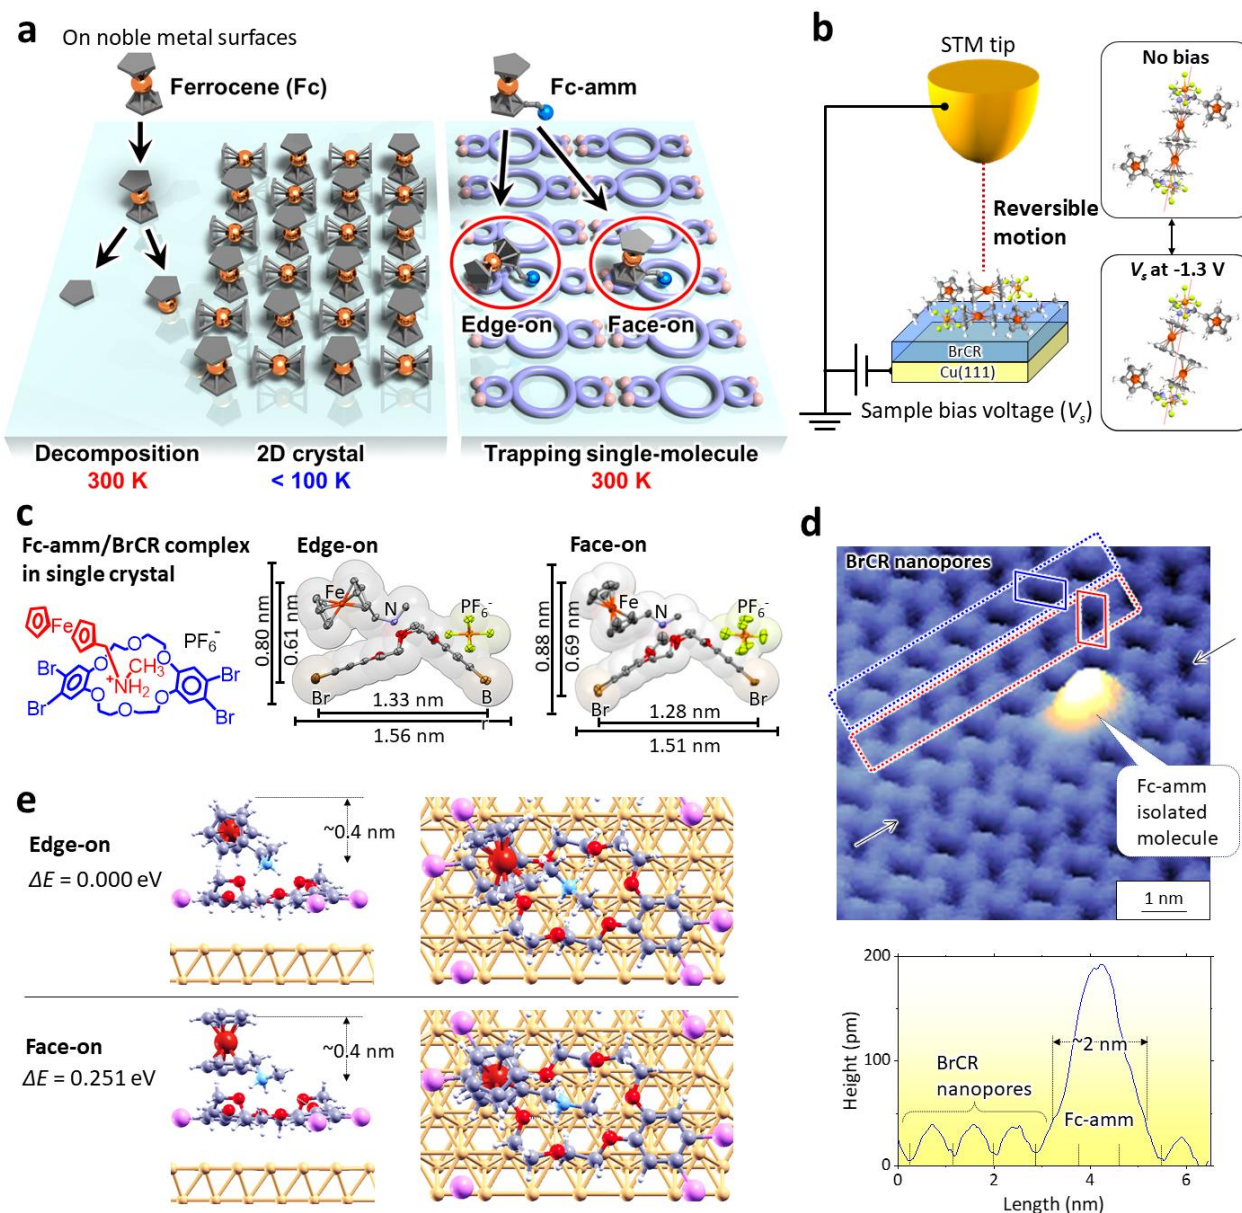 a
On noble metal surfaces
Ferrocene (Fc)
Fc-amm
Edge-on
Face-on
Decomposition
300 K
2D crystal
< 100 K
Trapping single-molecule
300 K
b
STM tip
No bias
Reversible
motion
Vs at -1.3 V
BrCR
Cu(111)
Sample bias voltage (Vs)
c
Fc-amm/BrCR complex
in single crystal
Fe
PF6-
O
O
O
CH3
Br
Br
+NH2
Br
Br
O
O
O
Edge-on
0.80 nm
0.61 nm
Fe
N
PF6-
Br
B
r
1.33 nm
1.56 nm
Face-on
0.88 nm
0.69 nm
Fe
N
PF6-
Br
Br
1.28 nm
1.51 nm
d
BrCR nanopores
Fc-amm
isolated
molecule
1 nm
200
100
0
Height (pm)
BrCR
nanopores
~2 nm
Fc-amm
0
2
4
6
Length (nm)
e
Edge-on
ΔE = 0.000 eV
~0.4 nm
Face-on
ΔE = 0.251 eV
~0.4 nm